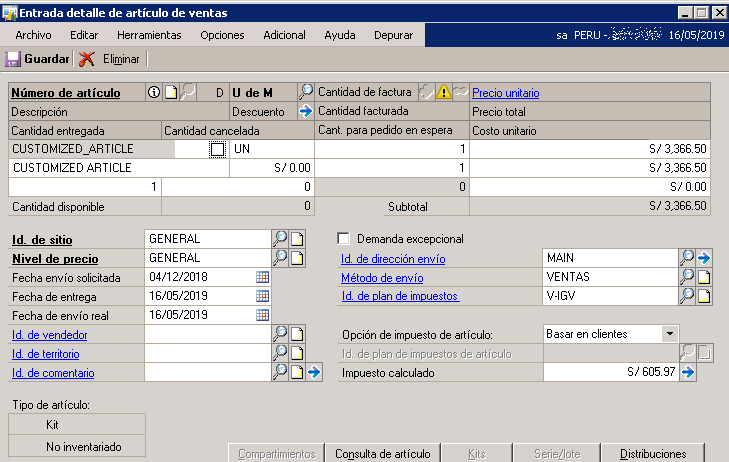 Entrada detalle de artículo de ventas
Archivo Editar Herramientas Opciones Adicional Ayuda Depurar sa PERU - 16/05/2019
Guardar Eliminar
Número de artículo D U de M Cantidad de factura Precio unitario
Descripción Descuento Cantidad facturada Precio total
Cantidad entregada Cantidad cancelada Cant. para pedido en espera Costo unitario
CUSTOMIZED_ARTICLE UN 1 S/ 3,366.50
CUSTOMIZED ARTICLE S/ 0.00 1 S/ 3,366.50
1 0 0 S/ 0.00
Cantidad disponible 0 Subtotal S/ 3,366.50
Id. de sitio GENERAL Demanda excepcional
Nivel de precio GENERAL Id. de dirección envío MAIN
Fecha envío solicitada 04/12/2018 Método de envío VENTAS
Fecha de entrega 16/05/2019 Id. de plan de impuestos V-IGV
Fecha de envío real 16/05/2019
Id. de vendedor Opción de impuesto de artículo: Basar en clientes
Id. de territorio Id. de plan de impuestos de artículo
Id. de comentario Impuesto calculado S/ 605.97
Tipo de artículo:
Kit
No inventariado
Compartimientos Consulta de artículo Kits Serie/lote Distribuciones